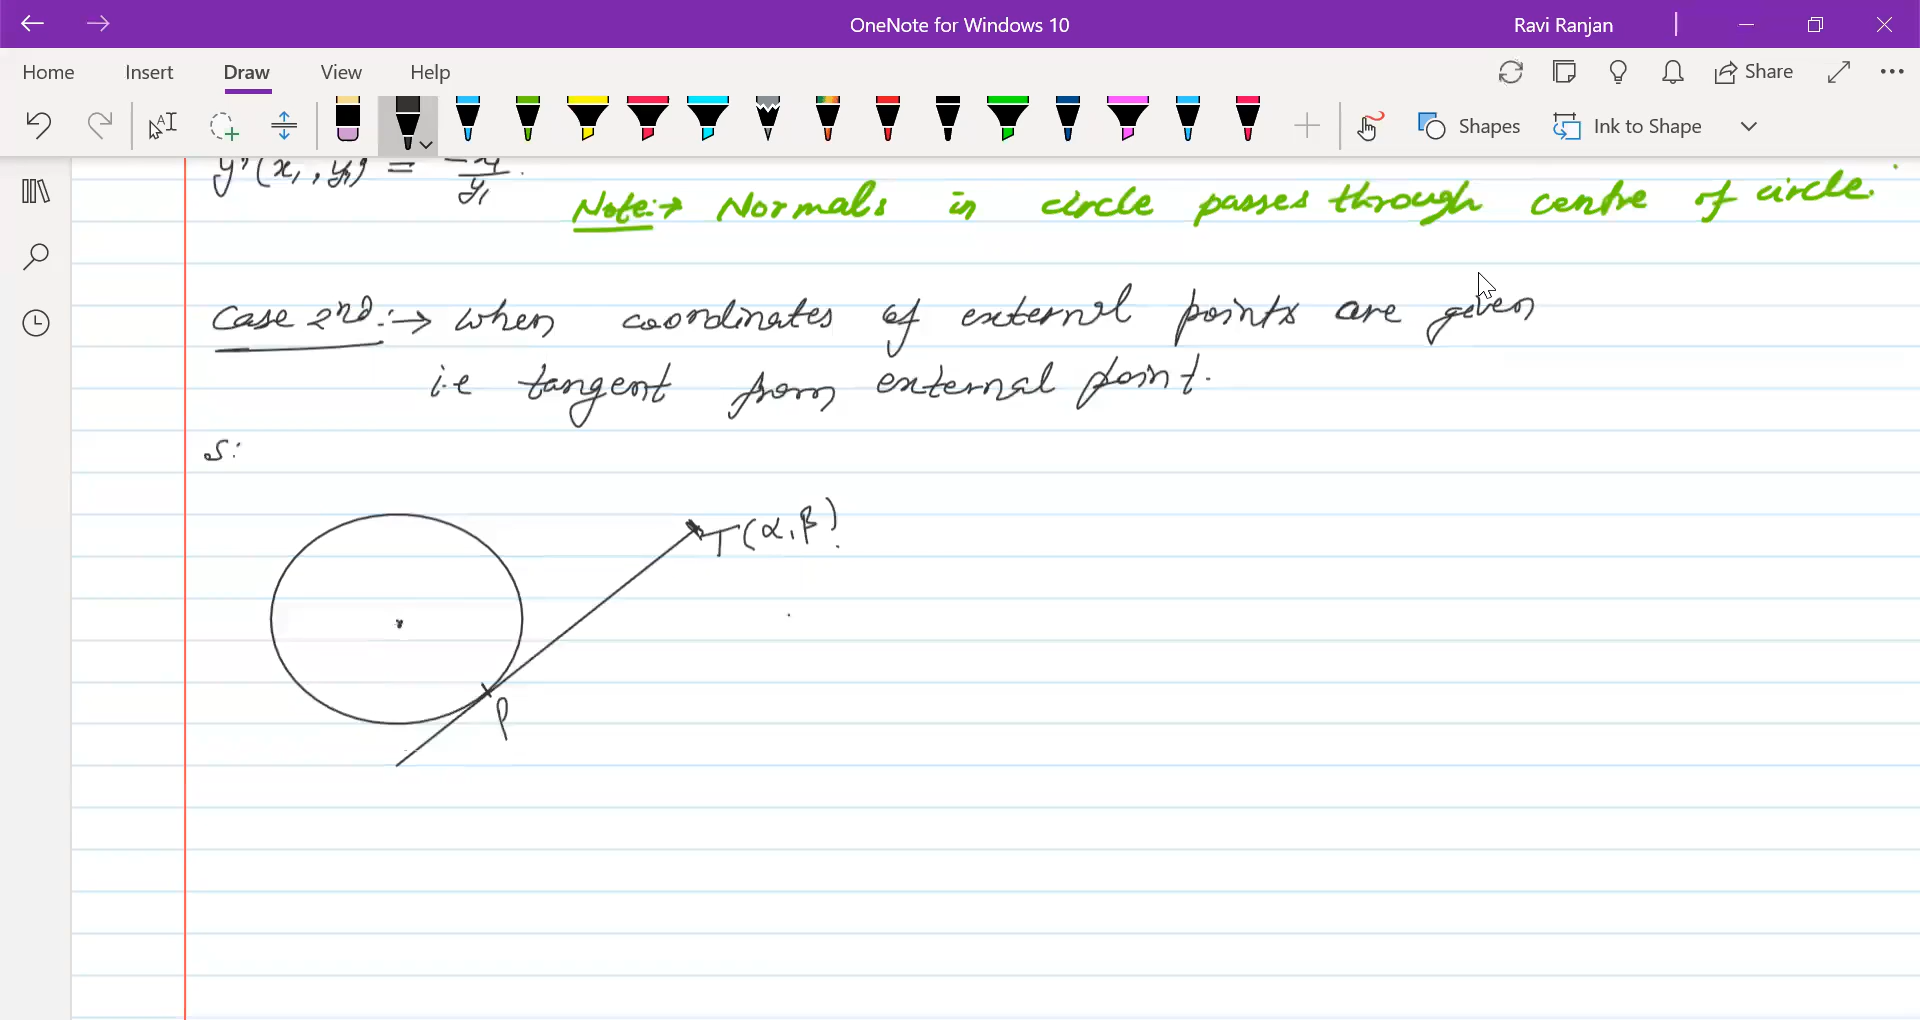 OneNote for Windows 10
Ravi Ranjan
Home Insert Draw View Help
Share
Shapes Ink to Shape
y'(x₁, y₁) = -x₁/y₁.
Note:→ Normals in circle passes through centre of circle.
Case 2nd:→ when coordinates of external points are given
i.e tangent from external point.
S:
T(α, β)
P